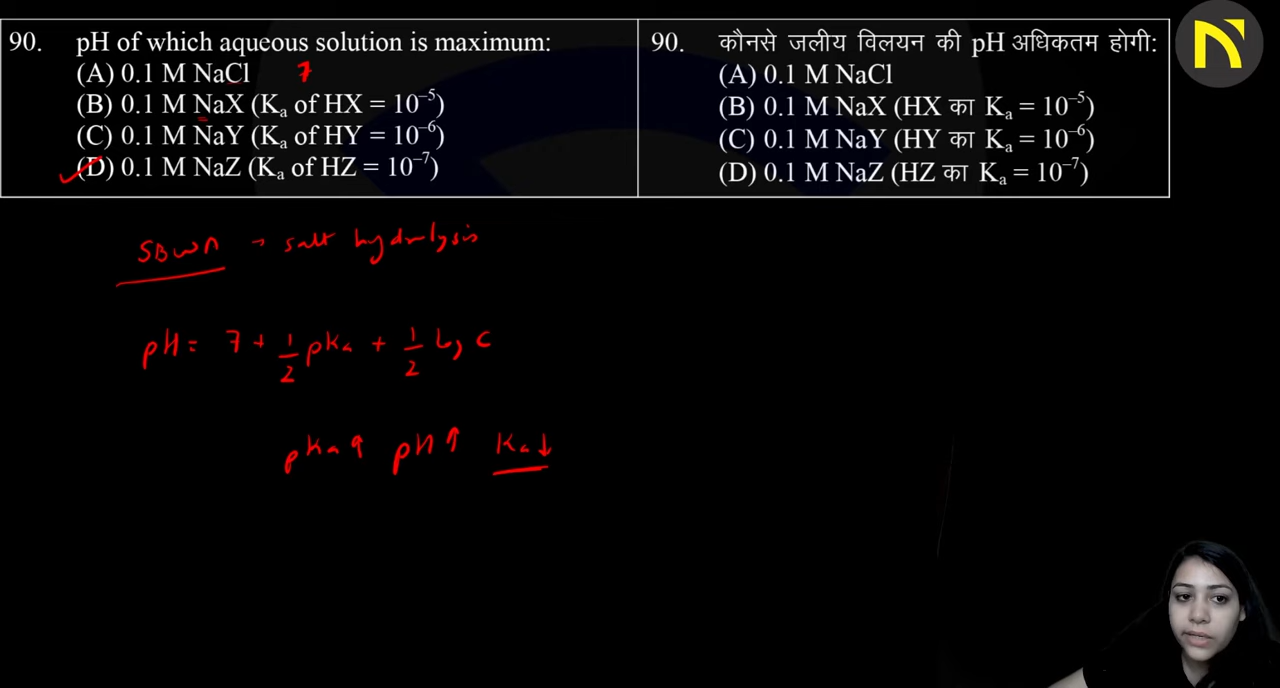 90. pH of which aqueous solution is maximum:
(A) 0.1 M NaCl 7
(B) 0.1 M NaX (Kₐ of HX = 10⁻⁵)
(C) 0.1 M NaY (Kₐ of HY = 10⁻⁶)
(D) 0.1 M NaZ (Kₐ of HZ = 10⁻⁷)
90. कौनसे जलीय विलयन की pH अधिकतम होगी:
(A) 0.1 M NaCl
(B) 0.1 M NaX (HX का Kₐ = 10⁻⁵)
(C) 0.1 M NaY (HY का Kₐ = 10⁻⁶)
(D) 0.1 M NaZ (HZ का Kₐ = 10⁻⁷)
SBWA → salt hydrolysis
pH = 7 + 1/2 pKa + 1/2 log C
pKa ↑ pH ↑ Ka ↓